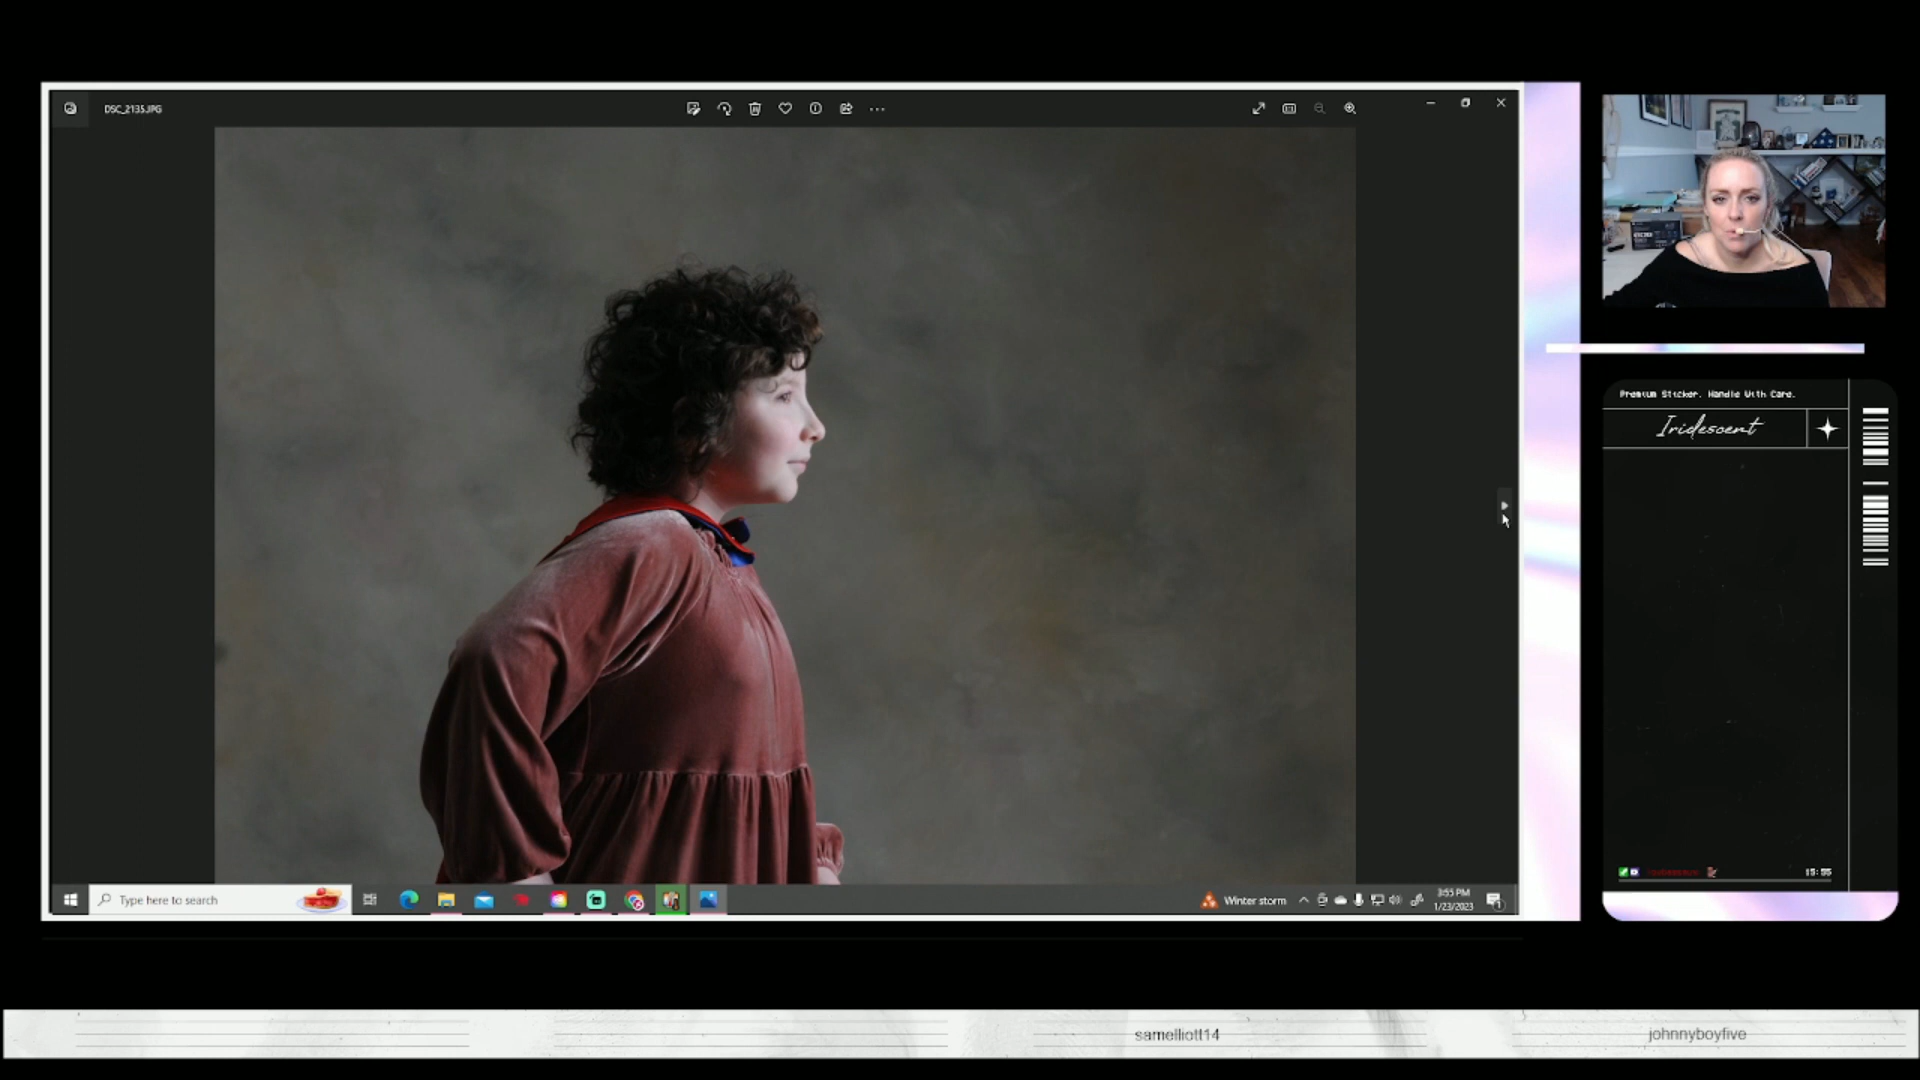 DSC_2135.JPG
Premium Sticker. Handle With Care.
Iridescent
15:55
Type here to search
Winter storm
3:55 PM
1/23/2023
samelliott14
johnnyboyfive